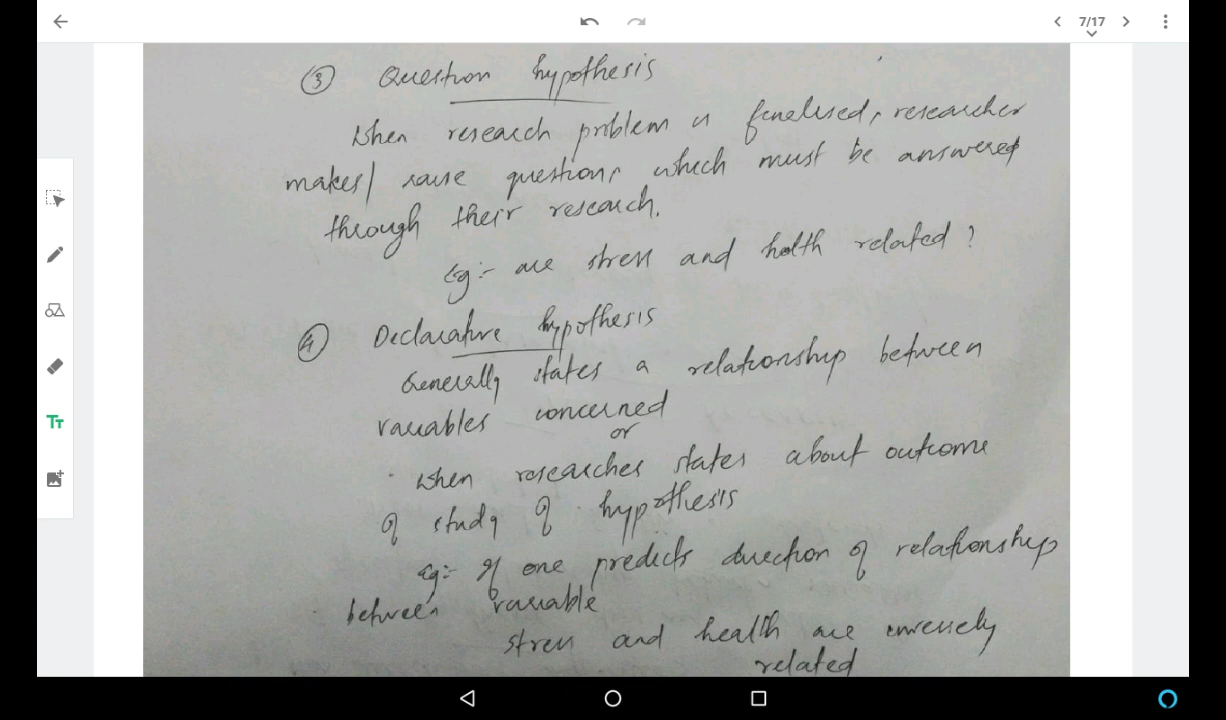 7/17
③ Question hypothesis
When research problem is finalised, researcher
makes/ raise questions which must be answered
through their research.
Eg:- are stress and helth related?
④ Declarative hypothesis
Generally states a relationship between
variables concerned
or
when researches states about outcome
of study of hypothesis
Eg:- If one predicts direction of relationship
between variable
stress and health are inversely
related